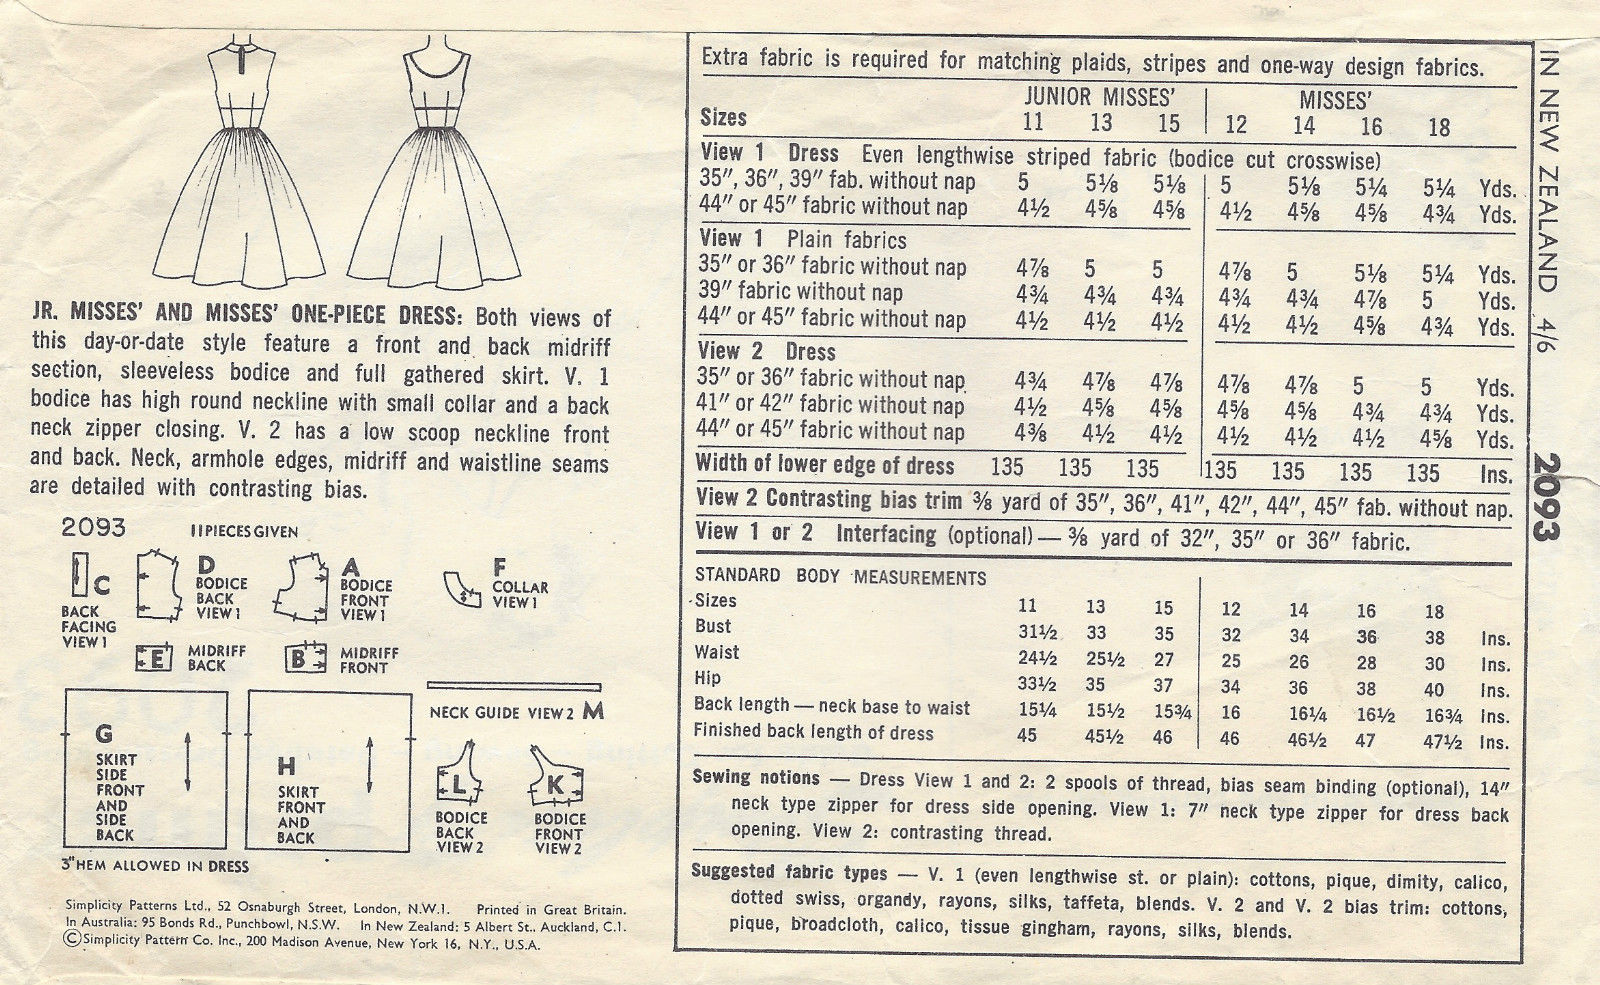 JR. MISSES' AND MISSES' ONE-PIECE DRESS: Both views of
this day-or-date style feature a front and back midriff
section, sleeveless bodice and full gathered skirt. V. 1
bodice has high round neckline with small collar and a back
neck zipper closing. V. 2 has a low scoop neckline front
and back. Neck, armhole edges, midriff and waistline seams
are detailed with contrasting bias.
2093 11 PIECES GIVEN
C
BACK
FACING
VIEW 1
D
BODICE
BACK
VIEW 1
A
BODICE
FRONT
VIEW 1
F
COLLAR
VIEW 1
E MIDRIFF
BACK
B MIDRIFF
FRONT
G
SKIRT
SIDE
FRONT
AND
SIDE
BACK
H
SKIRT
FRONT
AND
BACK
NECK GUIDE VIEW 2 M
L
BODICE
BACK
VIEW 2
K
BODICE
FRONT
VIEW 2
3" HEM ALLOWED IN DRESS
Simplicity Patterns Ltd., 52 Osnaburgh Street, London, N.W.1. Printed in Great Britain.
In Australia: 95 Bonds Rd., Punchbowl, N.S.W. In New Zealand: 5 Albert St., Auckland, C.1.
© Simplicity Pattern Co. Inc., 200 Madison Avenue, New York 16, N.Y., U.S.A.
Extra fabric is required for matching plaids, stripes and one-way design fabrics.
JUNIOR MISSES' MISSES'
Sizes 11 13 15 12 14 16 18
View 1 Dress Even lengthwise striped fabric (bodice cut crosswise)
35", 36", 39" fab. without nap 5 5⅛ 5⅛ 5 5⅛ 5¼ 5¼ Yds.
44" or 45" fabric without nap 4½ 4⅝ 4⅝ 4½ 4⅝ 4⅝ 4¾ Yds.
View 1 Plain fabrics
35" or 36" fabric without nap 4⅞ 5 5 4⅞ 5 5⅛ 5¼ Yds.
39" fabric without nap 4¾ 4¾ 4¾ 4¾ 4¾ 4⅞ 5 Yds.
44" or 45" fabric without nap 4½ 4½ 4½ 4½ 4½ 4⅝ 4¾ Yds.
View 2 Dress
35" or 36" fabric without nap 4¾ 4⅞ 4⅞ 4⅞ 4⅞ 5 5 Yds.
41" or 42" fabric without nap 4½ 4⅝ 4⅝ 4⅝ 4⅝ 4¾ 4¾ Yds.
44" or 45" fabric without nap 4⅜ 4½ 4½ 4½ 4½ 4½ 4⅝ Yds.
Width of lower edge of dress 135 135 135 135 135 135 135 Ins.
View 2 Contrasting bias trim ⅜ yard of 35", 36", 41", 42", 44", 45" fab. without nap.
View 1 or 2 Interfacing (optional) — ⅜ yard of 32", 35" or 36" fabric.
STANDARD BODY MEASUREMENTS
Sizes 11 13 15 12 14 16 18
Bust 31½ 33 35 32 34 36 38 Ins.
Waist 24½ 25½ 27 25 26 28 30 Ins.
Hip 33½ 35 37 34 36 38 40 Ins.
Back length — neck base to waist 15¼ 15½ 15¾ 16 16¼ 16½ 16¾ Ins.
Finished back length of dress 45 45½ 46 46 46½ 47 47½ Ins.
Sewing notions — Dress View 1 and 2: 2 spools of thread, bias seam binding (optional), 14"
neck type zipper for dress side opening. View 1: 7" neck type zipper for dress back
opening. View 2: contrasting thread.
Suggested fabric types — V. 1 (even lengthwise st. or plain): cottons, pique, dimity, calico,
dotted swiss, organdy, rayons, silks, taffeta, blends. V. 2 and V. 2 bias trim: cottons,
pique, broadcloth, calico, tissue gingham, rayons, silks, blends.
IN NEW ZEALAND 4/6 2093